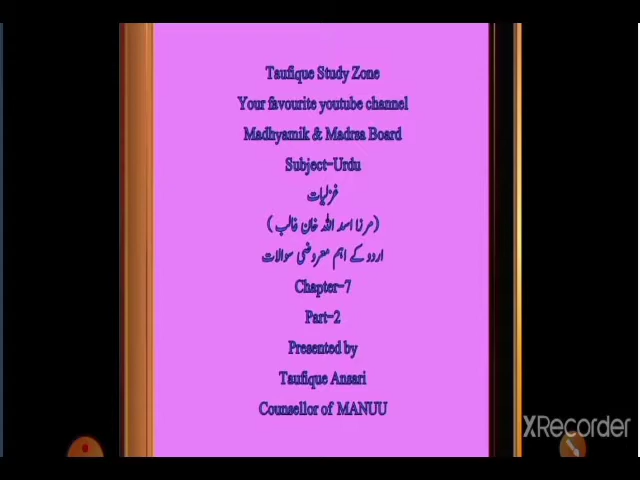 Taufique Study Zone
Your favourite youtube channel
Madhyamik & Madrsa Board
Subject-Urdu
غزلیات
(مرزا اسد اللہ خان غالب)
اردو کے اہم معروضی سوالات
Chapter-7
Part-2
Presented by
Taufique Ansari
Counsellor of MANUU
XRecorder